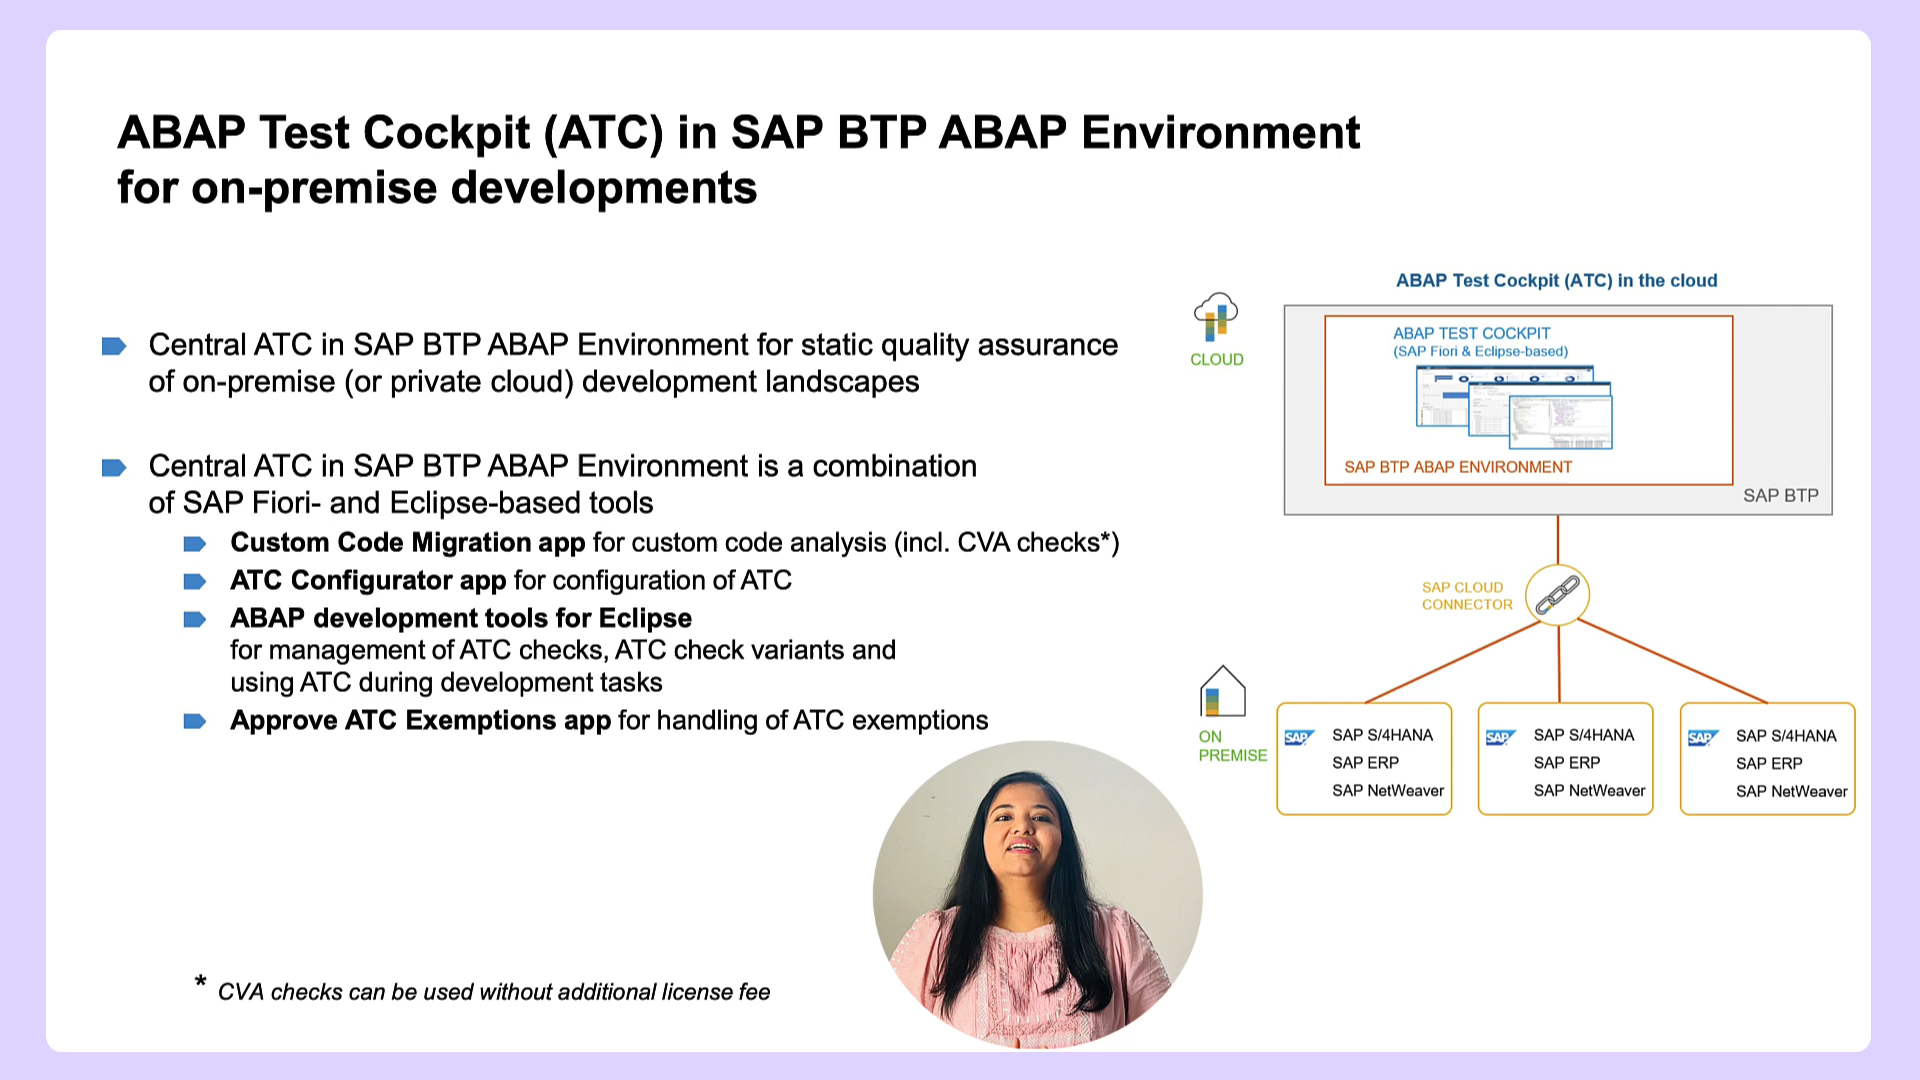 ABAP Test Cockpit (ATC) in SAP BTP ABAP Environment
for on-premise developments
Central ATC in SAP BTP ABAP Environment for static quality assurance
of on-premise (or private cloud) development landscapes
Central ATC in SAP BTP ABAP Environment is a combination
of SAP Fiori- and Eclipse-based tools
Custom Code Migration app for custom code analysis (incl. CVA checks*)
ATC Configurator app for configuration of ATC
ABAP development tools for Eclipse
for management of ATC checks, ATC check variants and
using ATC during development tasks
Approve ATC Exemptions app for handling of ATC exemptions
* CVA checks can be used without additional license fee
ABAP Test Cockpit (ATC) in the cloud
CLOUD
ABAP TEST COCKPIT
(SAP Fiori & Eclipse-based)
SAP BTP ABAP ENVIRONMENT
SAP BTP
SAP CLOUD
CONNECTOR
ON
PREMISE
SAP
SAP S/4HANA
SAP ERP
SAP NetWeaver
SAP
SAP S/4HANA
SAP ERP
SAP NetWeaver
SAP
SAP S/4HANA
SAP ERP
SAP NetWeaver